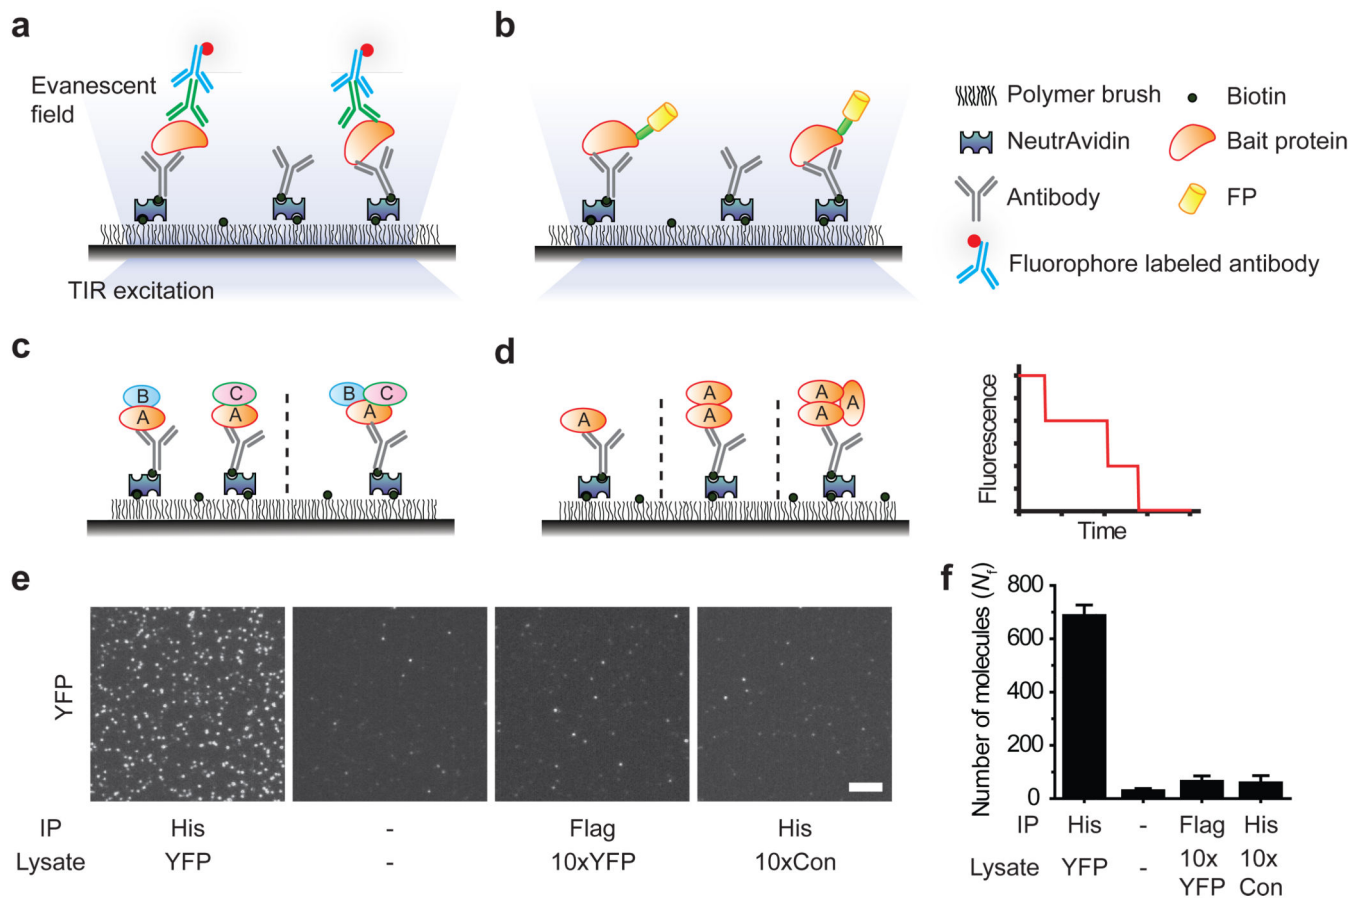 a
Evanescent
field
TIR excitation
b
Polymer brush
Biotin
NeutrAvidin
Bait protein
Antibody
FP
Fluorophore labeled antibody
c
B
A
C
A
B
C
A
d
A
A
A
A
A
A
Fluorescence
Time
e
YFP
IP
His
-
Flag
His
Lysate
YFP
-
10xYFP
10xCon
f
Number of molecules (Nf)
800
600
400
200
0
IP
His
-
Flag
His
Lysate
YFP
-
10x
YFP
10x
Con